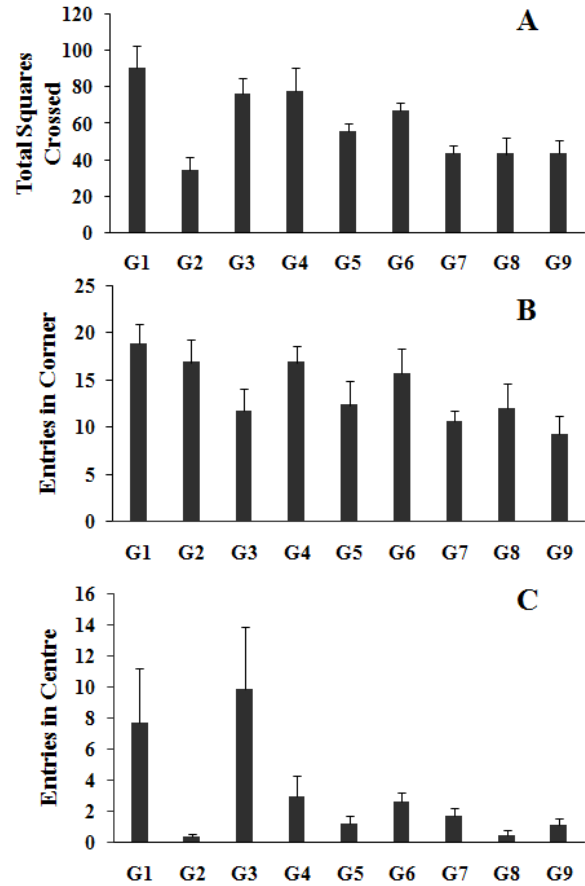 A
120
100
80
60
40
20
0
Total Squares
Crossed
G1 G2 G3 G4 G5 G6 G7 G8 G9
B
25
20
15
10
5
0
Entries in Corner
G1 G2 G3 G4 G5 G6 G7 G8 G9
C
16
14
12
10
8
6
4
2
0
Entries in Centre
G1 G2 G3 G4 G5 G6 G7 G8 G9